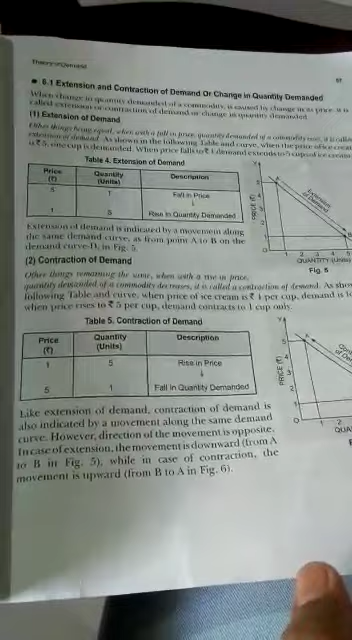 Theory of Demand
57
6.1 Extension and Contraction of Demand Or Change in Quantity Demanded
When change in quantity demanded of a commodity, is caused by change in its price, it is
called extension or contraction of demand or change in quantity demanded.
(1) Extension of Demand
Other things being equal, when with a fall in price, quantity demanded of a commodity rises, it is called
extension of demand. As shown in the following Table and curve, when the price of ice cream
is ₹ 5, one cup is demanded. When price falls to ₹ 1 demand extends to 5 cups of ice cream
Table 4. Extension of Demand
Price (₹) Quantity (Units) Description
5 1 Fall in Price
↓
1 5 Rise in Quantity Demanded
PRICE (₹)
Extension of Demand
QUANTITY (Units)
Fig. 5
Extension of demand is indicated by a movement along
the same demand curve, as from point A to B on the
demand curve D, in Fig. 5.
(2) Contraction of Demand
Other things remaining the same, when with a rise in price,
quantity demanded of a commodity decreases, it is called a contraction of demand. As
following Table and curve, when price of ice cream is ₹ 1 per cup, demand is
when price rises to ₹ 5 per cup, demand contracts to 1 cup only.
Table 5. Contraction of Demand
Price (₹) Quantity (Units) Description
1 5 Rise in Price
↓
5 1 Fall in Quantity Demanded
PRICE (₹)
Like extension of demand, contraction of demand is
also indicated by a movement along the same demand
curve. However, direction of the movement is opposite.
In case of extension, the movement is downward (from A
to B in Fig. 5), while in case of contraction, the
movement is upward (from B to A in Fig. 6).